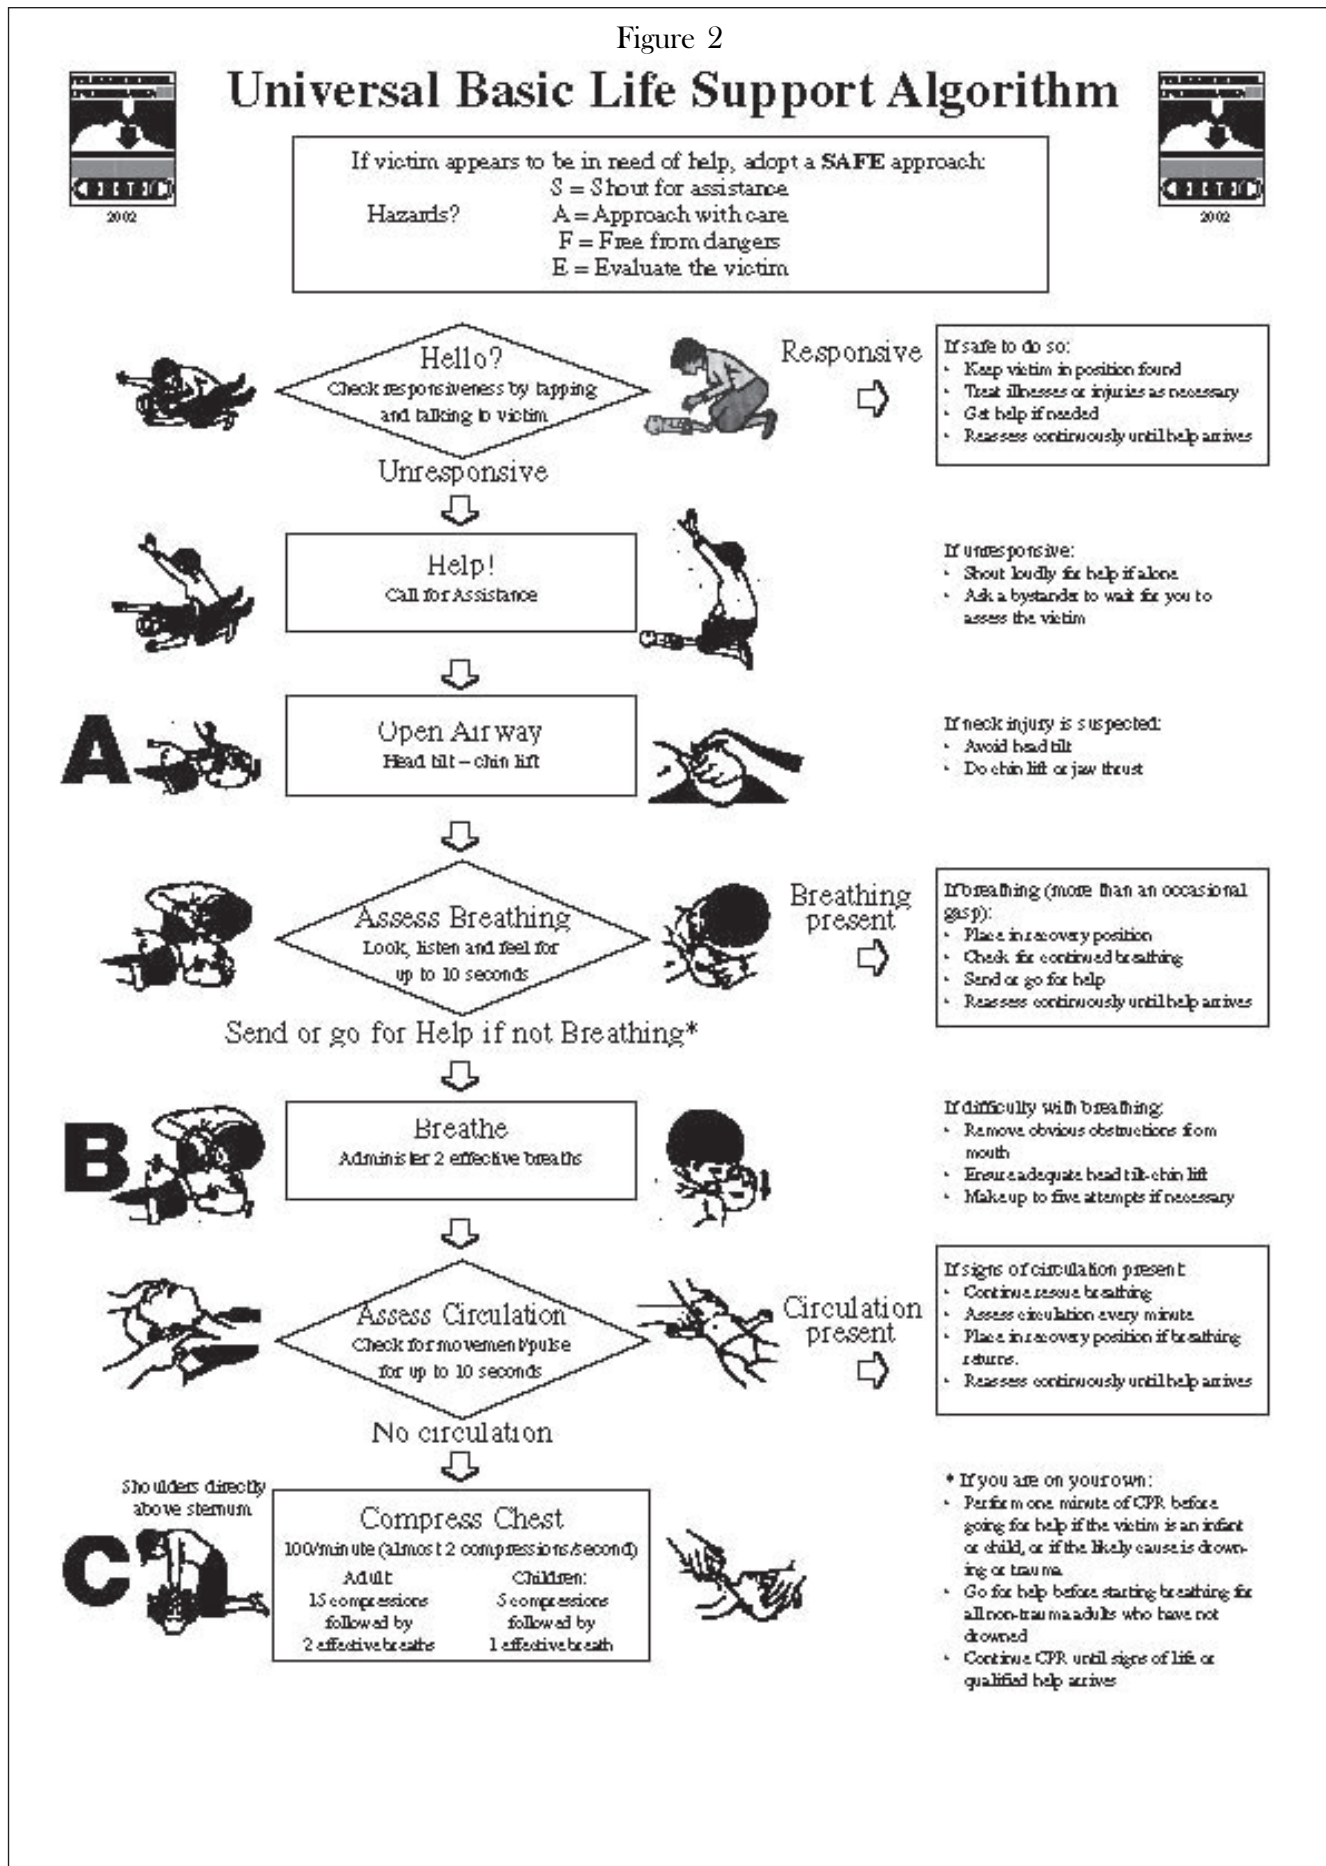 Figure 2
Universal Basic Life Support Algorithm
2002
2002
If victim appears to be in need of help, adopt a SAFE approach:
S = Shout for assistance
Hazards? A = Approach with care
F = Free from dangers
E = Evaluate the victim
Hello?
Check responsiveness by tapping
and talking to victim
Responsive
If safe to do so:
• Keep victim in position found
• Treat illnesses or injuries as necessary
• Get help if needed
• Reassess continuously until help arrives
Unresponsive
Help!
Call for Assistance
If unresponsive:
• Shout loudly for help if alone
• Ask a bystander to wait for you to
assess the victim
A
Open Airway
Head tilt – chin lift
If neck injury is suspected:
• Avoid head tilt
• Do chin lift or jaw thrust
Assess Breathing
Look, listen and feel for
up to 10 seconds
Breathing
present
If breathing (more than an occasional
gasp):
• Place in recovery position
• Check for continued breathing
• Send or go for help
• Reassess continuously until help arrives
Send or go for Help if not Breathing*
B
Breathe
Administer 2 effective breaths
If difficulty with breathing:
• Remove obvious obstructions from
mouth
• Ensure adequate head tilt-chin lift
• Make up to five attempts if necessary
Assess Circulation
Check for movement/pulse
for up to 10 seconds
Circulation
present
If signs of circulation present:
• Continue rescue breathing
• Assess circulation every minute
• Place in recovery position if breathing
returns.
• Reassess continuously until help arrives
No circulation
Shoulders directly
above sternum
C
Compress Chest
100/minute (almost 2 compressions/second)
Adult: Children:
15 compressions 5 compressions
followed by followed by
2 effective breaths 1 effective breath
* If you are on your own:
• Perform one minute of CPR before
going for help if the victim is an infant
or child, or if the likely cause is drown-
ing or trauma
• Go for help before starting breathing for
all non-trauma adults who have not
drowned
• Continue CPR until signs of life or
qualified help arrives